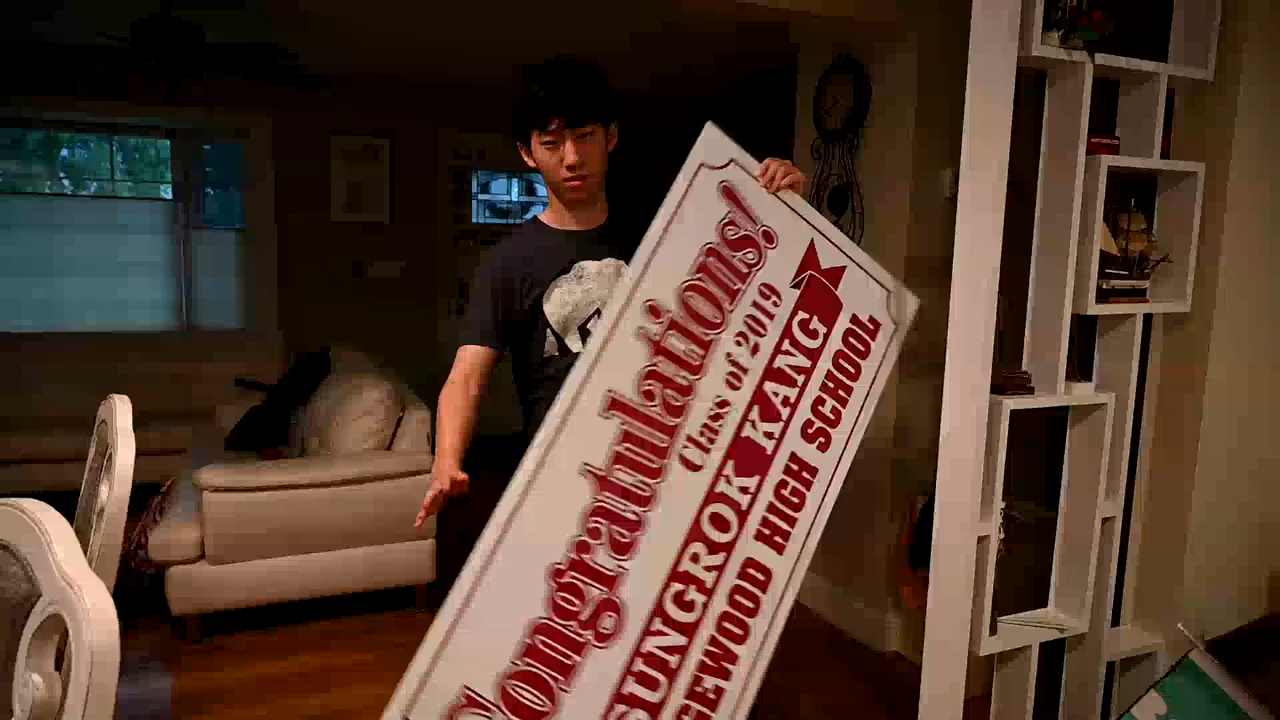 Congratulations!
Class of 2019
SUNGROK KANG
GEWOOD HIGH SCHOOL